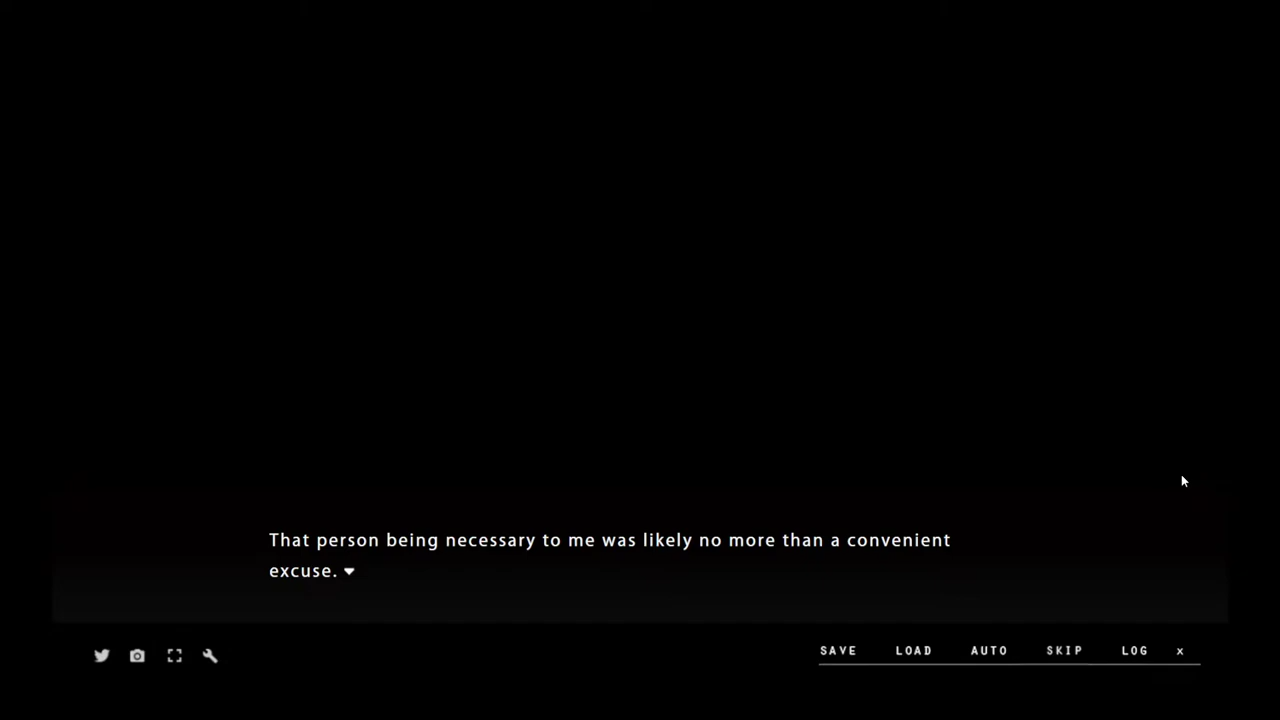 That person being necessary to me was likely no more than a convenient
excuse.
SAVE LOAD AUTO SKIP LOG x